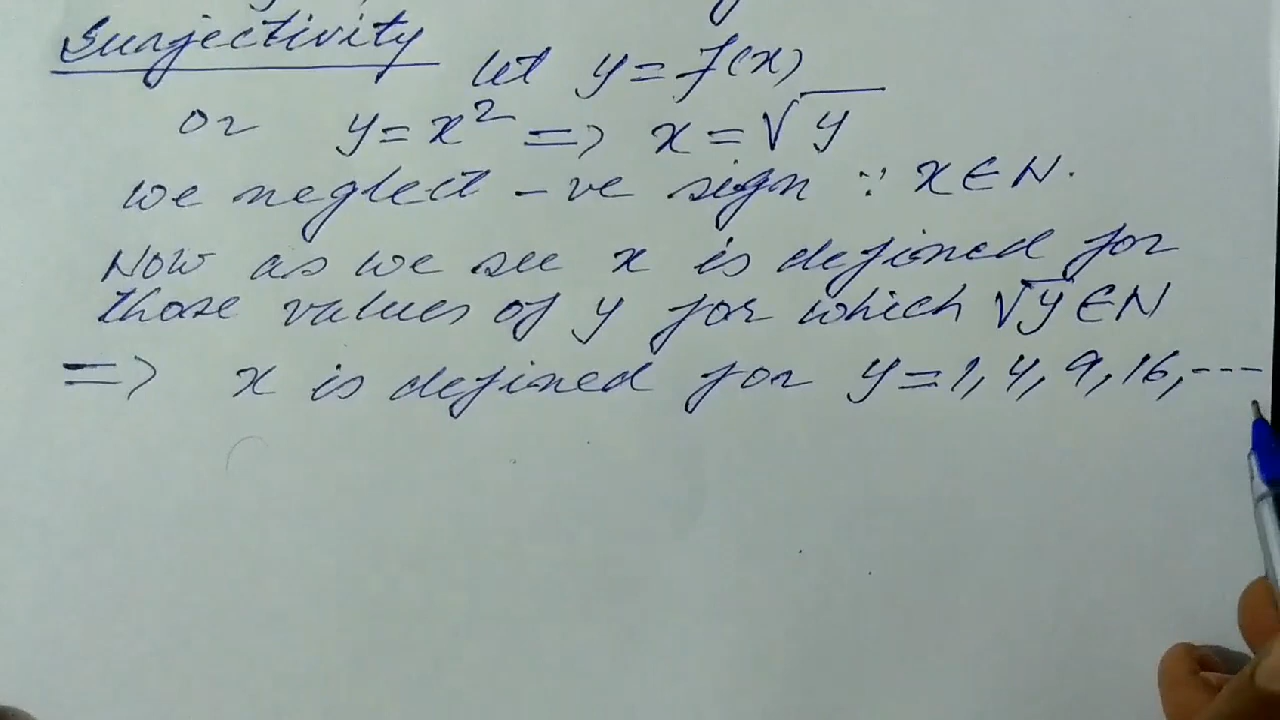 Surjectivity let y = f(x)
or y = x² => x = √y
we neglect -ve sign ∵ x ∈ N.
Now as we see x is defined for
those values of y for which √y ∈ N
=> x is defined for y = 1, 4, 9, 16, ---